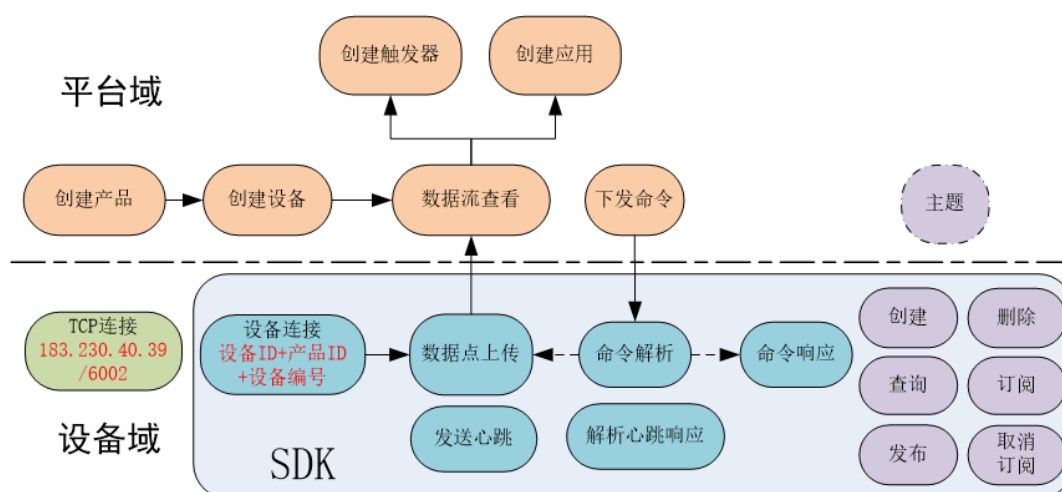 创建触发器
创建应用
平台域
创建产品
创建设备
数据流查看
下发命令
主题
TCP连接
183.230.40.39
/6002
设备连接
设备ID+产品ID
+设备编号
数据点上传
命令解析
命令响应
创建
删除
查询
订阅
发送心跳
解析心跳响应
发布
取消
订阅
设备域
SDK